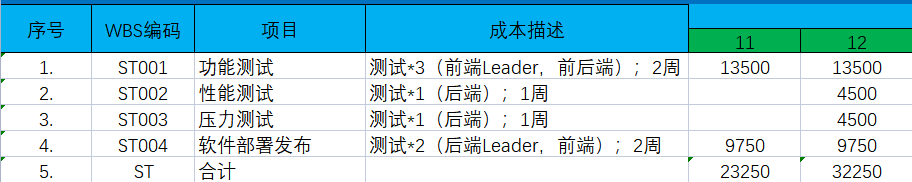 序号 WBS编码 项目 成本描述 11 12
1. ST001 功能测试 测试*3（前端Leader，前后端）；2周 13500 13500
2. ST002 性能测试 测试*1（后端）；1周 4500
3. ST003 压力测试 测试*1（后端）；1周 4500
4. ST004 软件部署发布 测试*2（后端Leader，前端）；2周 9750 9750
5. ST 合计 23250 32250